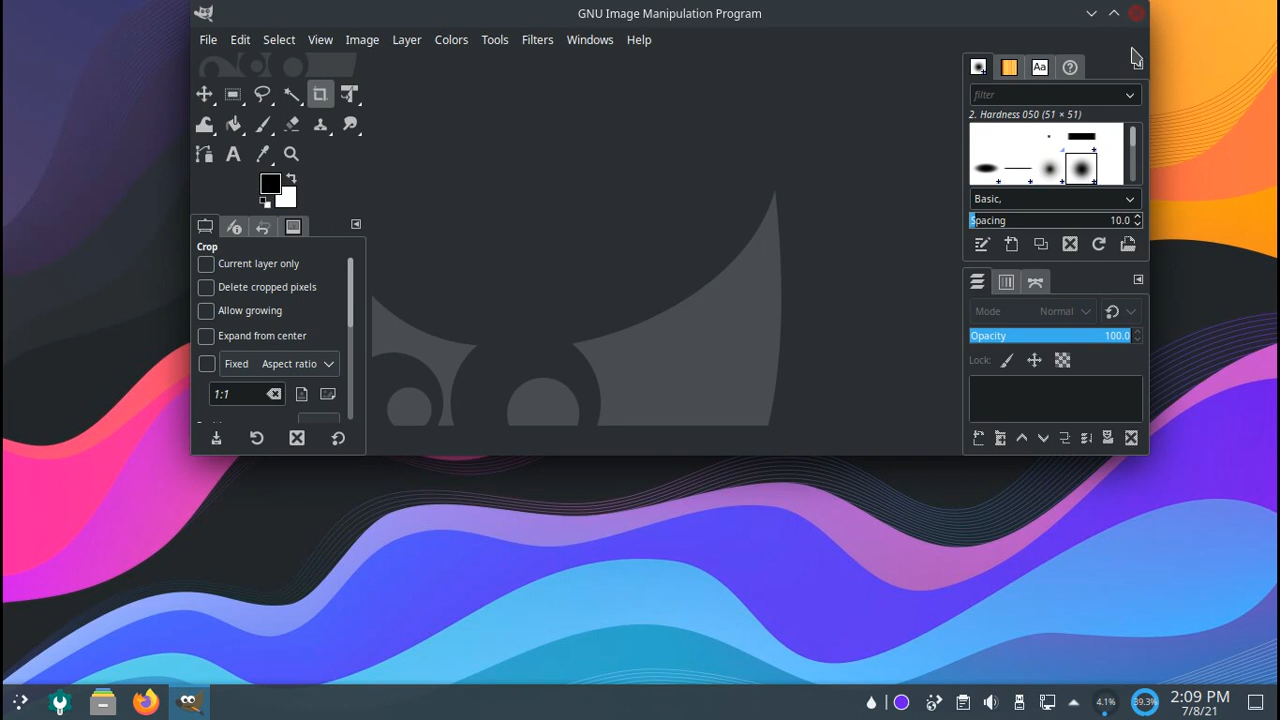 GNU Image Manipulation Program
File Edit Select View Image Layer Colors Tools Filters Windows Help
Aa
filter
2. Hardness 050 (51 × 51)
Basic,
Spacing 10.0
A
Crop
Current layer only
Delete cropped pixels
Allow growing
Expand from center
Fixed Aspect ratio
1:1
Mode Normal
Opacity 100.0
Lock:
4.1%
39.3%
2:09 PM
7/8/21